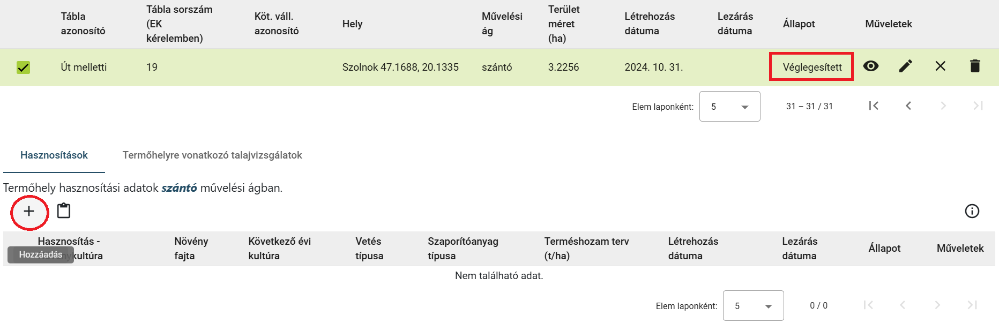 Tábla azonosító
Tábla sorszám (EK kérelemben)
Köt. váll. azonosító
Hely
Művelési ág
Terület méret (ha)
Létrehozás dátuma
Lezárás dátuma
Állapot
Műveletek
Út melletti 19 Szolnok 47.1688, 20.1335 szántó 3.2256 2024. 10. 31. Véglegesített
Elem laponként: 5 31 – 31 / 31
Hasznosítások Termőhelyre vonatkozó talajvizsgálatok
Termőhely hasznosítási adatok szántó művelési ágban.
Hasznosítás -
kultúra
Növény fajta
Következő évi kultúra
Vetés típusa
Szaporítóanyag típusa
Terméshozam terv (t/ha)
Létrehozás dátuma
Lezárás dátuma
Állapot
Műveletek
Hozzáadás
Nem található adat.
Elem laponként: 5 0 / 0